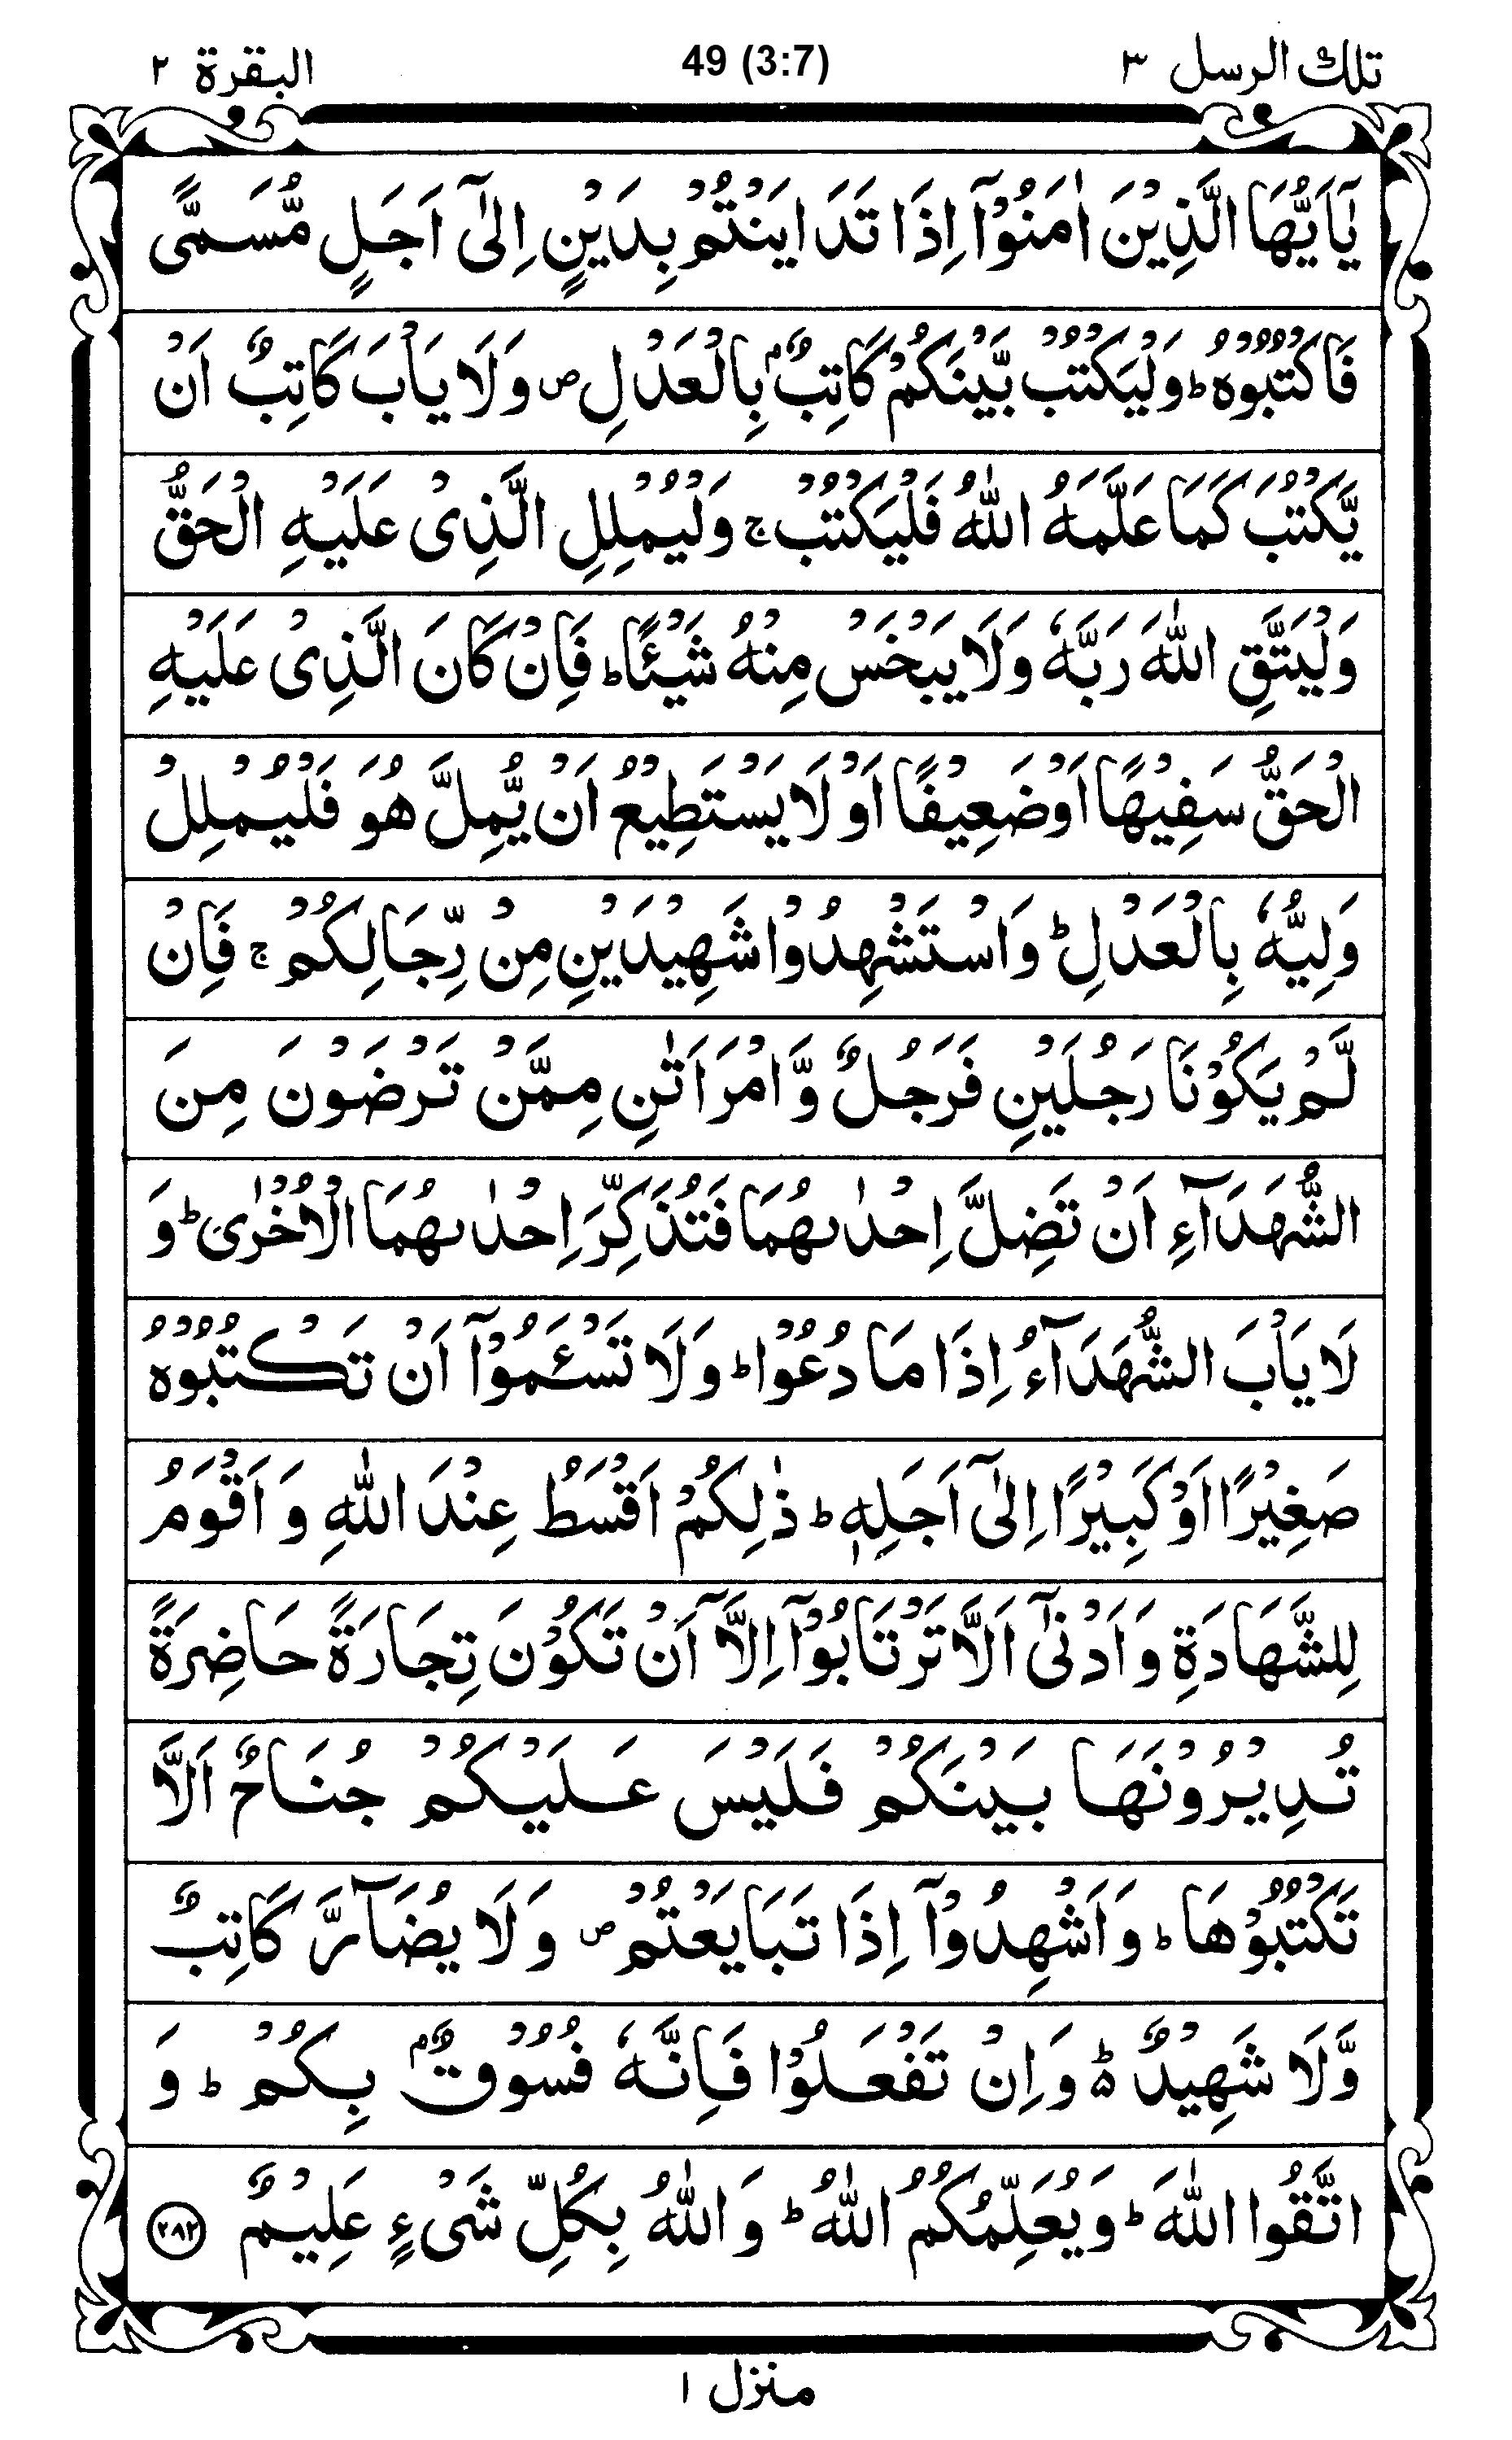 تلك الرسل ٣ 49 (3:7) البقرة ٢
يٰٓاَيُّهَا الَّذِيْنَ اٰمَنُوْٓا اِذَا تَدَايَنْتُمْ بِدَيْنٍ اِلٰٓى اَجَلٍ مُّسَمًّى
فَاكْتُبُوْهُ ؕ وَلْيَكْتُبْ بَّيْنَكُمْ كَاتِبٌۢ بِالْعَدْلِ ۪ وَلَا يَاْبَ كَاتِبٌ اَنْ
يَّكْتُبَ كَمَا عَلَّمَهُ اللّٰهُ فَلْيَكْتُبْ ۚ وَلْيُمْلِلِ الَّذِىْ عَلَيْهِ الْحَقُّ
وَلْيَتَّقِ اللّٰهَ رَبَّهٗ وَلَا يَبْخَسْ مِنْهُ شَيْـًٔا ؕ فَاِنْ كَانَ الَّذِىْ عَلَيْهِ
الْحَقُّ سَفِيْهًا اَوْ ضَعِيْفًا اَوْ لَا يَسْتَطِيْعُ اَنْ يُّمِلَّ هُوَ فَلْيُمْلِلْ
وَلِيُّهٗ بِالْعَدْلِ ؕ وَاسْتَشْهِدُوْا شَهِيْدَيْنِ مِنْ رِّجَالِكُمْ ۚ فَاِنْ
لَّمْ يَكُوْنَا رَجُلَيْنِ فَرَجُلٌ وَّ امْرَاَتٰنِ مِمَّنْ تَرْضَوْنَ مِنَ
الشُّهَدَآءِ اَنْ تَضِلَّ اِحْدٰىهُمَا فَتُذَكِّرَ اِحْدٰىهُمَا الْاُخْرٰى ؕ وَ
لَا يَاْبَ الشُّهَدَآءُ اِذَا مَا دُعُوْا ؕ وَلَا تَسْـَٔمُوْٓا اَنْ تَكْتُبُوْهُ
صَغِيْرًا اَوْ كَبِيْرًا اِلٰٓى اَجَلِهٖ ؕ ذٰلِكُمْ اَقْسَطُ عِنْدَ اللّٰهِ وَ اَقْوَمُ
لِلشَّهَادَةِ وَ اَدْنٰٓى اَلَّا تَرْتَابُوْٓا اِلَّاۤ اَنْ تَكُوْنَ تِجَارَةً حَاضِرَةً
تُدِيْرُوْنَهَا بَيْنَكُمْ فَلَيْسَ عَلَيْكُمْ جُنَاحٌ اَلَّا
تَكْتُبُوْهَا ؕ وَ اَشْهِدُوْٓا اِذَا تَبَايَعْتُمْ ۪ وَ لَا يُضَآرَّ كَاتِبٌ
وَّلَا شَهِيْدٌ ۬ؕ وَ اِنْ تَفْعَلُوْا فَاِنَّهٗ فُسُوْقٌۢ بِكُمْ ؕ وَ
اتَّقُوا اللّٰهَ ؕ وَيُعَلِّمُكُمُ اللّٰهُ ؕ وَ اللّٰهُ بِكُلِّ شَىْءٍ عَلِيْمٌ ٢٨٢
منزل ١